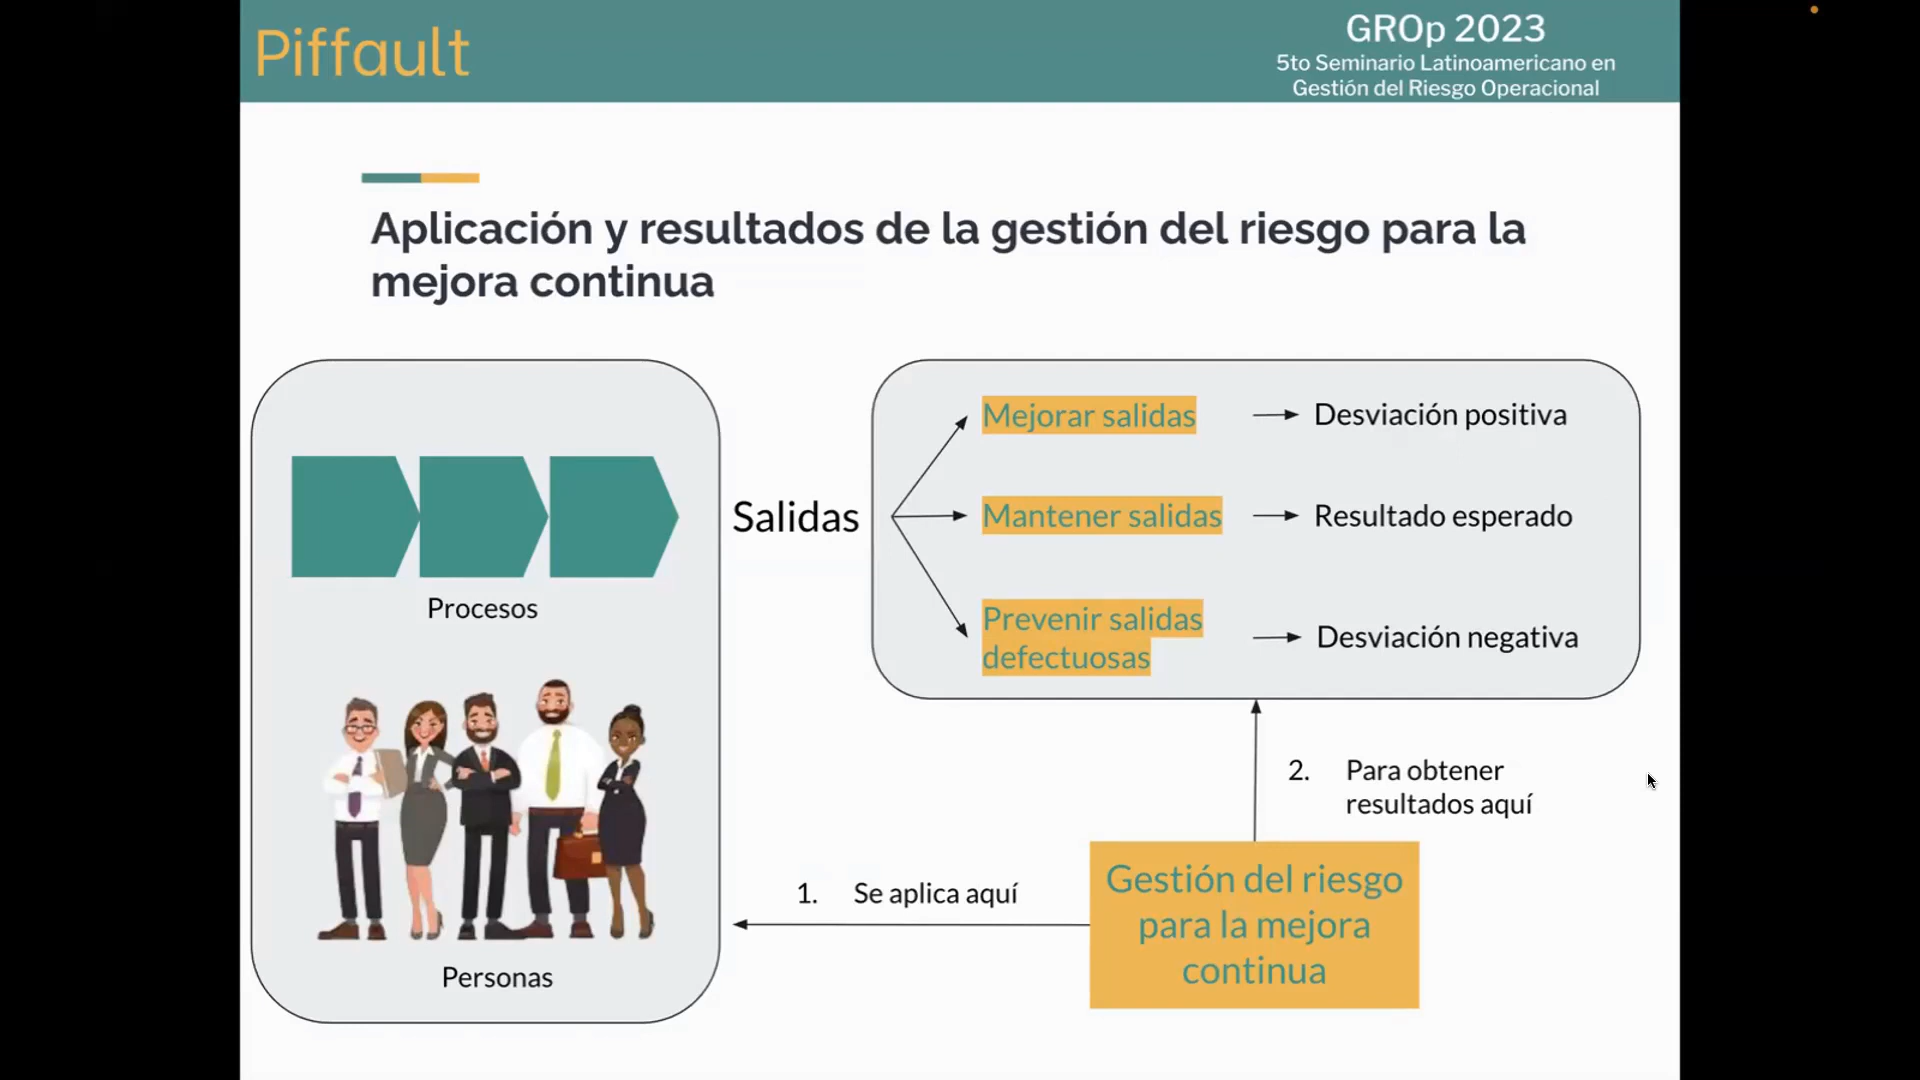 Piffault
GROp 2023
5to Seminario Latinoamericano en
Gestión del Riesgo Operacional
Aplicación y resultados de la gestión del riesgo para la
mejora continua
Procesos
Personas
Salidas
Mejorar salidas
Desviación positiva
Mantener salidas
Resultado esperado
Prevenir salidas
defectuosas
Desviación negativa
1. Se aplica aquí
2. Para obtener
resultados aquí
Gestión del riesgo
para la mejora
continua